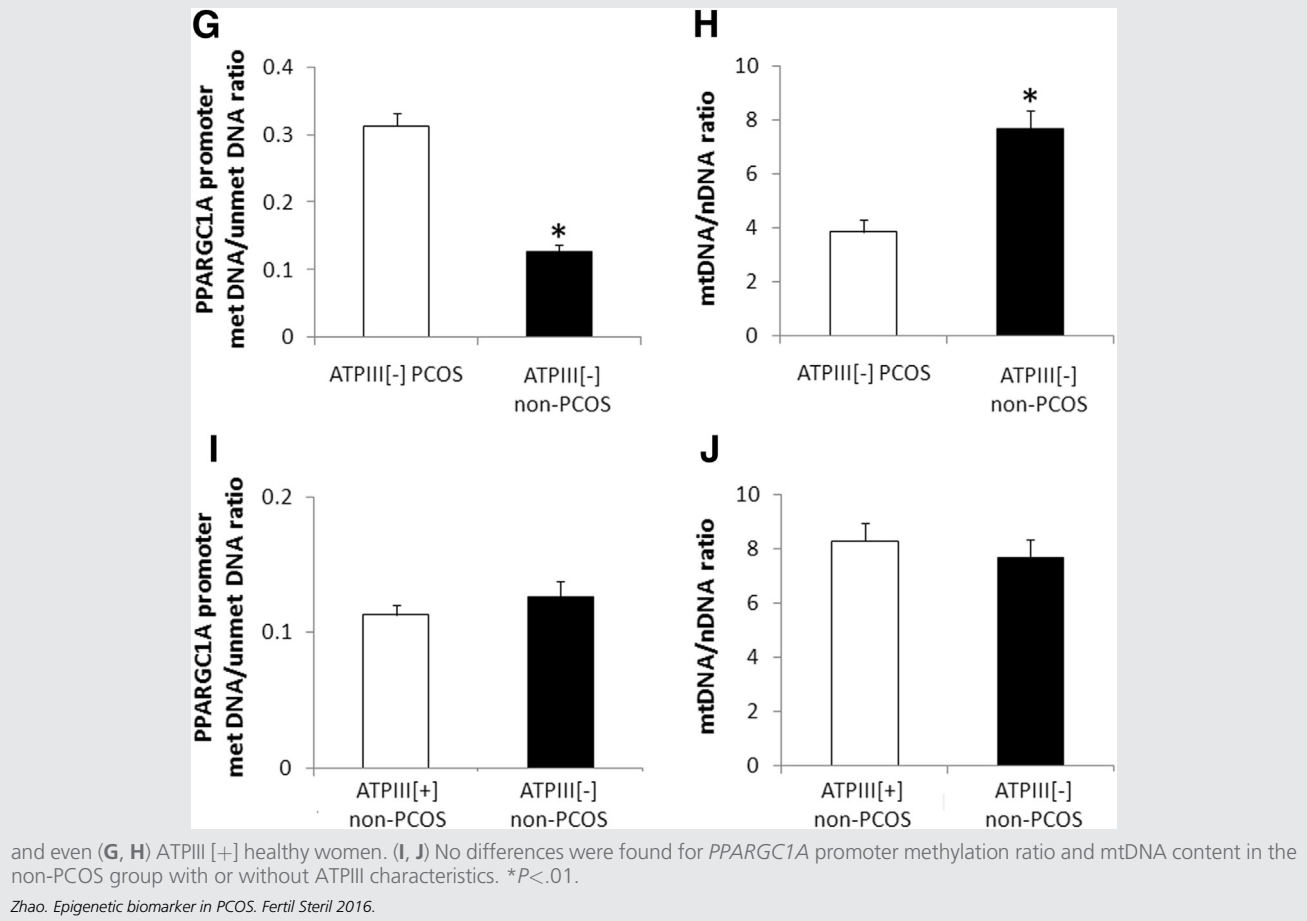 G
PPARGC1A promoter
met DNA/unmet DNA ratio
0.4
0.3
0.2
0.1
0
*
ATPIII[-] PCOS
ATPIII[-]
non-PCOS
H
mtDNA/nDNA ratio
10
8
6
4
2
0
*
ATPIII[-] PCOS
ATPIII[-]
non-PCOS
I
PPARGC1A promoter
met DNA/unmet DNA ratio
0.2
0.1
0
ATPIII[+]
non-PCOS
ATPIII[-]
non-PCOS
J
mtDNA/nDNA ratio
10
8
6
4
2
0
ATPIII[+]
non-PCOS
ATPIII[-]
non-PCOS
and even (G, H) ATPIII [+] healthy women. (I, J) No differences were found for PPARGC1A promoter methylation ratio and mtDNA content in the
non-PCOS group with or without ATPIII characteristics. *P<.01.
Zhao. Epigenetic biomarker in PCOS. Fertil Steril 2016.